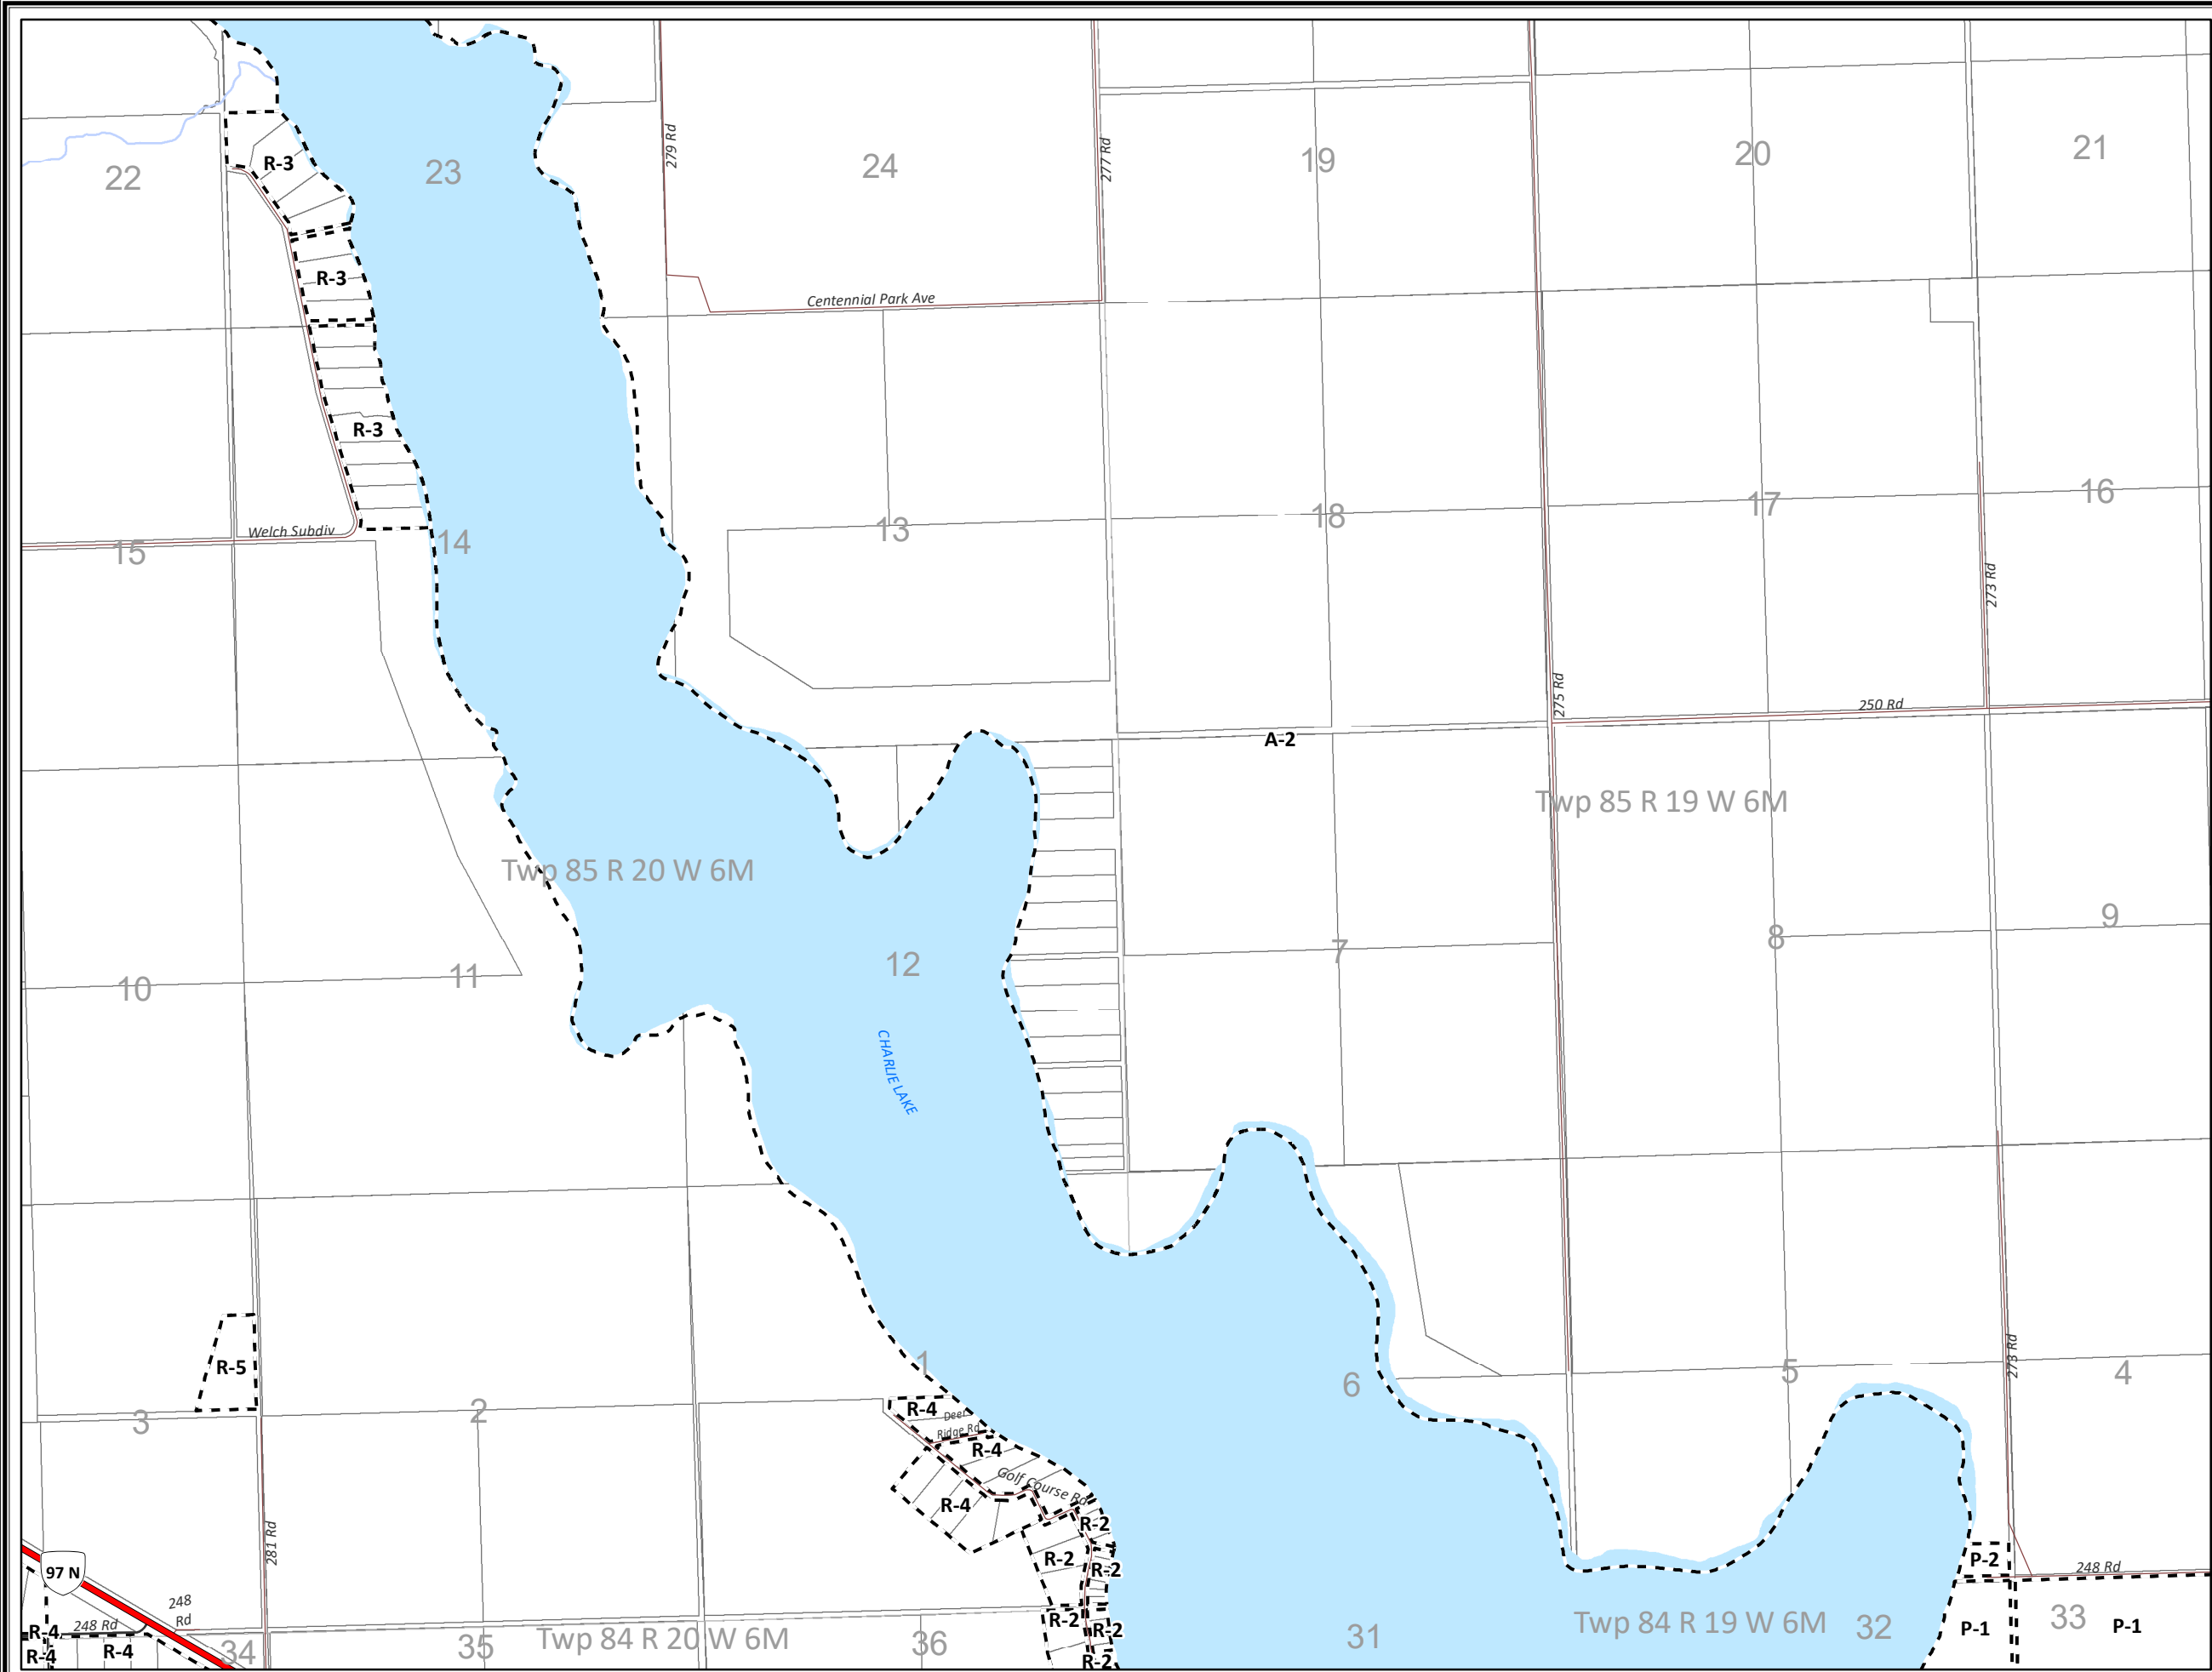 279 Rd
277 Rd
20
21
19
24
23
22
R-3
R-3
Centennial Park Ave
R-3
16
17
18
13
Welch Subdiv
14
15
273 Rd
275 Rd
250 Rd
A-2
Twp 85 R 19 W 6M
Twp 85 R 20 W 6M
9
8
7
12
11
10
CHARLIE LAKE
R-5
1
6
5
4
273 Rd
3
2
R-4
Deer
Ridge Rd
R-4
Golf Course Rd
R-4
R-2
R-2
R-2
281 Rd
97 N
P-2
248 Rd
248
Rd
248 Rd
R-4
R-4
R-4
34
35
Twp 84 R 20 W 6M
36
R-2
R-2
R-2
31
Twp 84 R 19 W 6M
32
P-1
33
P-1